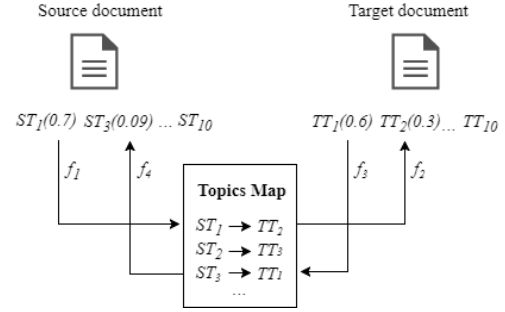 Source document
Target document
ST1(0.7) ST3(0.09) ... ST10
TT1(0.6) TT2(0.3)... TT10
f1
f4
f3
f2
Topics Map
ST1 → TT2
ST2 → TT3
ST3 → TT1
...